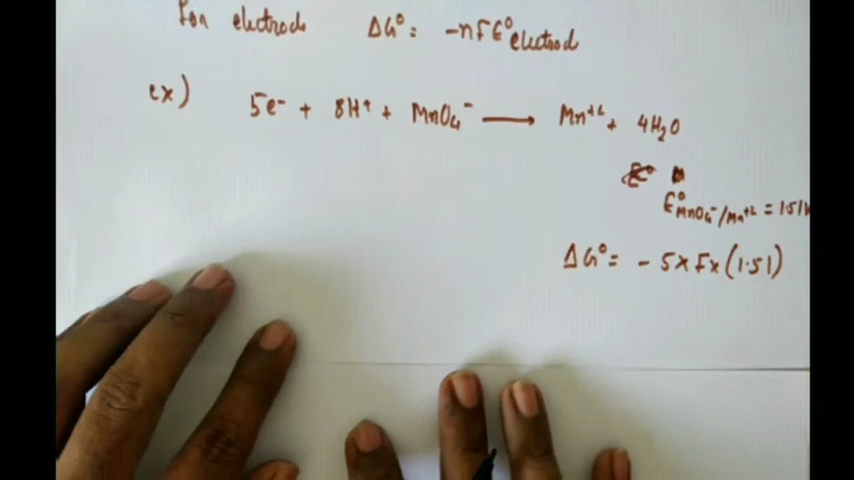 For electrode ΔG° = -nFE°electrod
ex) 5e⁻ + 8H⁺ + MnO₄⁻ ⟶ Mn⁺² + 4H₂O
E°MnO₄⁻/Mn⁺² = 1.51V
ΔG° = - 5 x F x (1.51)